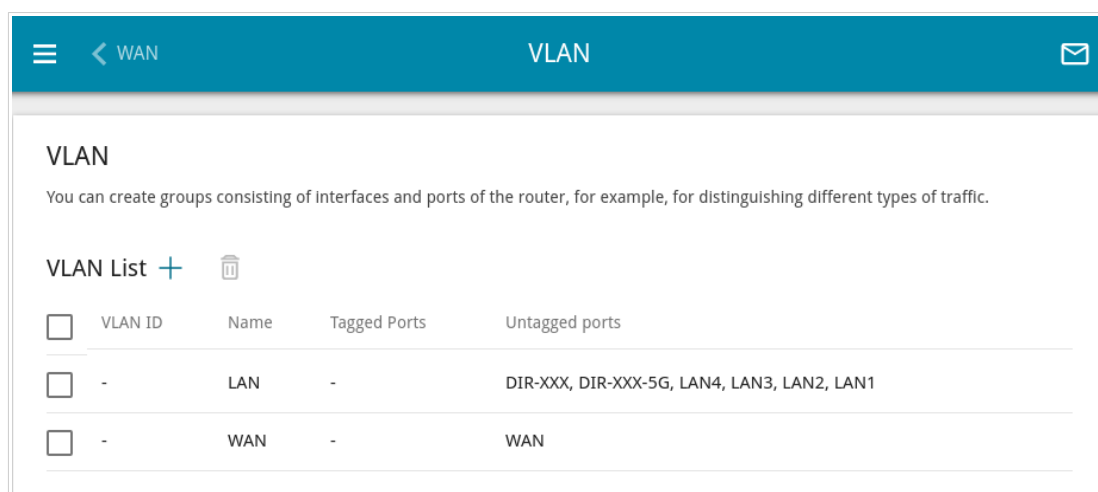 WAN
VLAN
VLAN
You can create groups consisting of interfaces and ports of the router, for example, for distinguishing different types of traffic.
VLAN List
VLAN ID Name Tagged Ports Untagged ports
- LAN - DIR-XXX, DIR-XXX-5G, LAN4, LAN3, LAN2, LAN1
- WAN - WAN